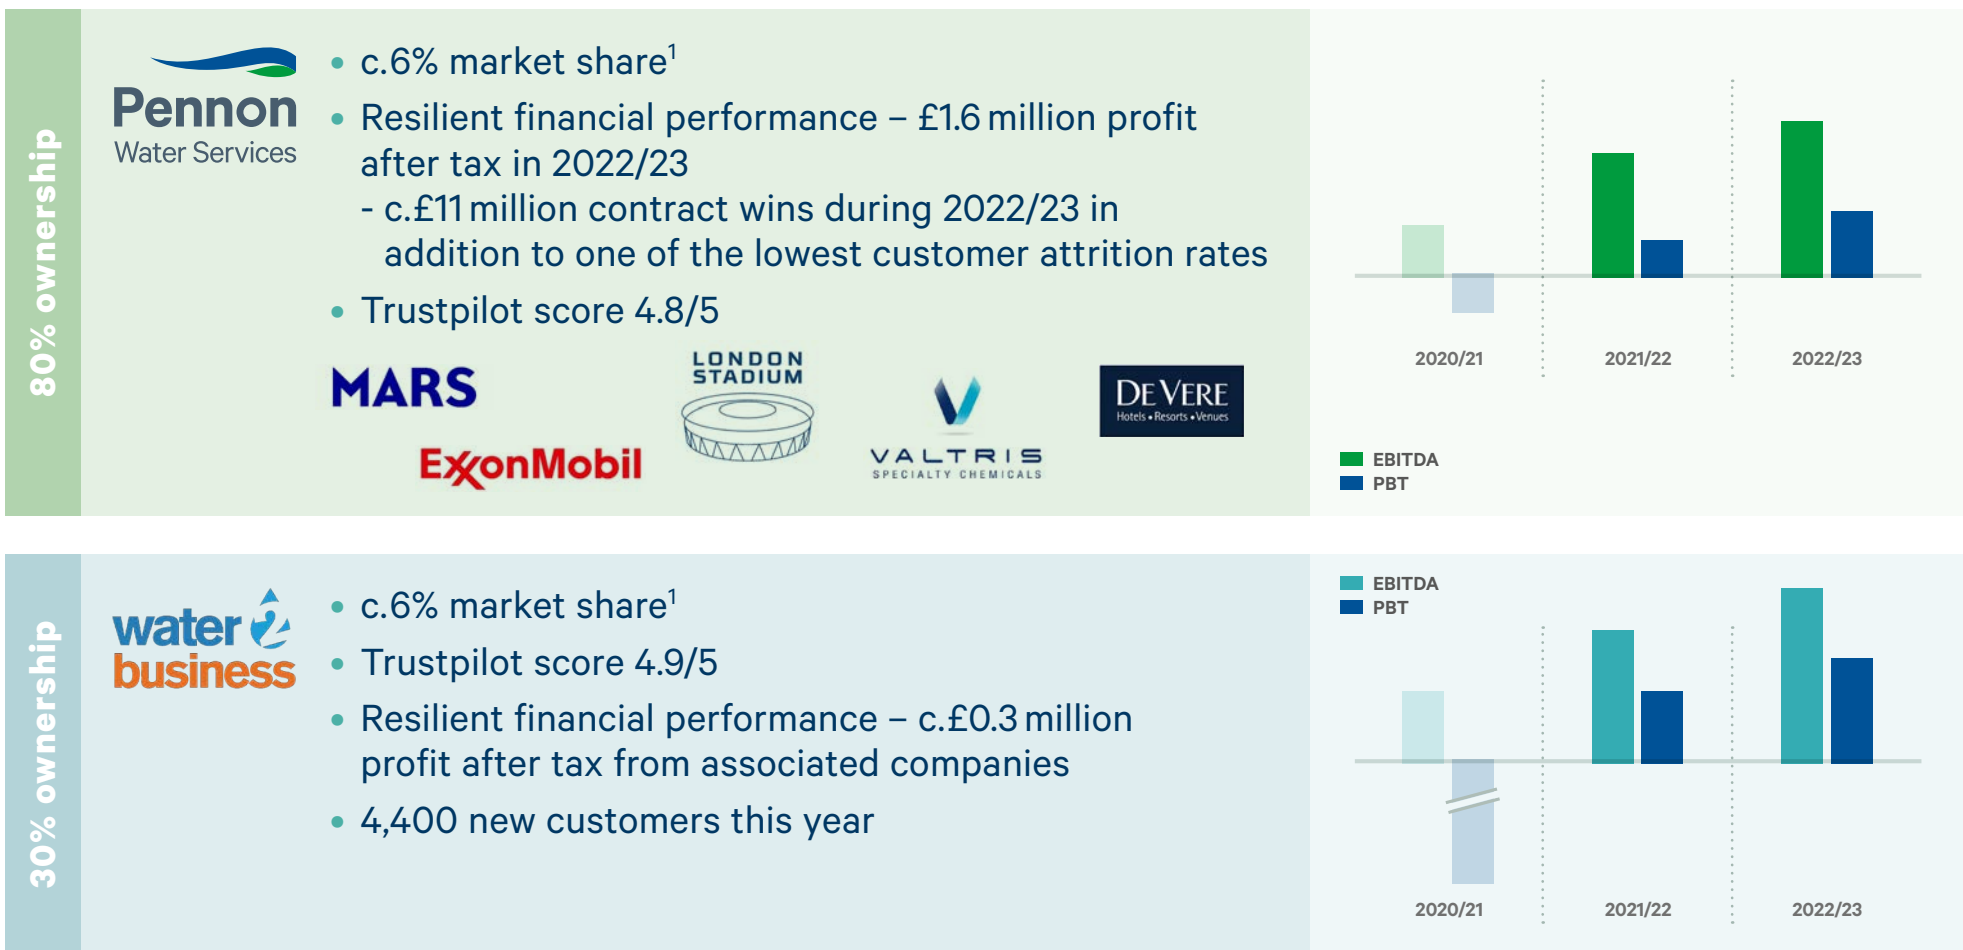 80% ownership
Pennon
Water Services
• c.6% market share¹
• Resilient financial performance – £1.6 million profit
after tax in 2022/23
- c.£11 million contract wins during 2022/23 in
addition to one of the lowest customer attrition rates
• Trustpilot score 4.8/5
MARS
ExxonMobil
LONDON
STADIUM
VALTRIS
SPECIALTY CHEMICALS
DE VERE
Hotels • Resorts • Venues
2020/21
2021/22
2022/23
EBITDA
PBT
30% ownership
water2
business
• c.6% market share¹
• Trustpilot score 4.9/5
• Resilient financial performance – c.£0.3 million
profit after tax from associated companies
• 4,400 new customers this year
EBITDA
PBT
2020/21
2021/22
2022/23